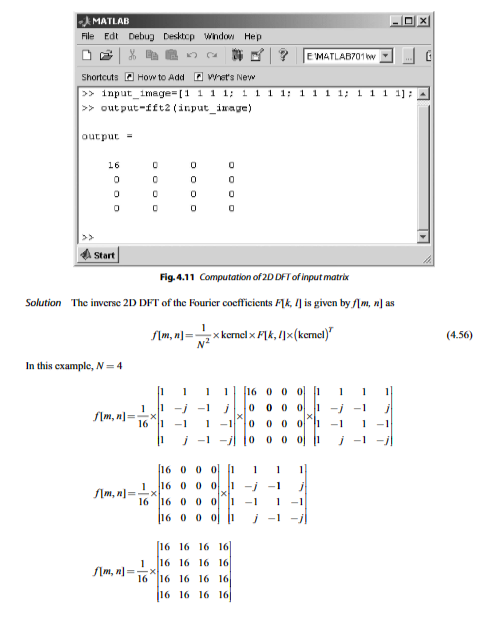 MATLAB
File Edit Debug Desktop Window Help
E:\MATLAB701\w
Shortcuts How to Add What's New
>> input_image=[1 1 1 1; 1 1 1 1; 1 1 1 1; 1 1 1 1];
>> output=fft2(input_image)
output =
16 0 0 0
0 0 0 0
0 0 0 0
0 0 0 0
>>
Start
Fig. 4.11 Computation of 2D DFT of input matrix
Solution The inverse 2D DFT of the Fourier coefficients F[k, l] is given by f[m, n] as
f[m, n] = 1/N² × kernel × F[k, l] × (kernel)ᵀ (4.56)
In this example, N = 4
f[m, n] = 1/16 × [1 1 1 1; 1 −j −1 j; 1 −1 1 −1; 1 j −1 −j] × [16 0 0 0; 0 0 0 0; 0 0 0 0; 0 0 0 0] × [1 1 1 1; 1 −j −1 j; 1 −1 1 −1; 1 j −1 −j]
f[m, n] = 1/16 × [16 0 0 0; 16 0 0 0; 16 0 0 0; 16 0 0 0] × [1 1 1 1; 1 −j −1 j; 1 −1 1 −1; 1 j −1 −j]
f[m, n] = 1/16 × [16 16 16 16; 16 16 16 16; 16 16 16 16; 16 16 16 16]